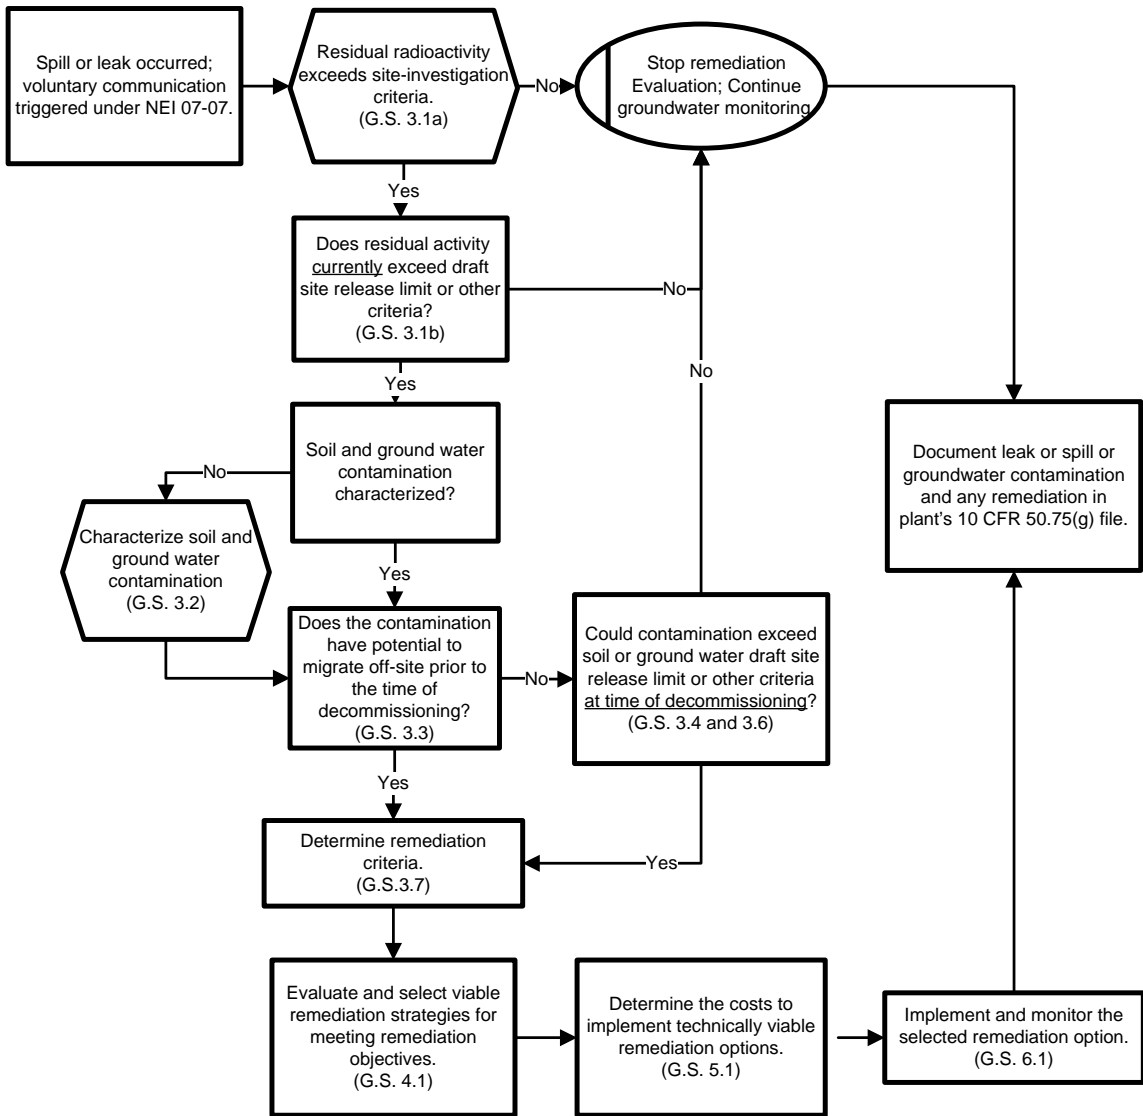 Spill or leak occurred;
voluntary communication
triggered under NEI 07-07.
Residual radioactivity
exceeds site-investigation
criteria.
(G.S. 3.1a)
No
Stop remediation
Evaluation; Continue
groundwater monitoring
Yes
Does residual activity
currently exceed draft
site release limit or other
criteria?
(G.S. 3.1b)
No
Yes
No
Soil and ground water
contamination
characterized?
No
Document leak or spill or
groundwater contamination
and any remediation in
plant's 10 CFR 50.75(g) file.
Characterize soil and
ground water
contamination
(G.S. 3.2)
Yes
Does the contamination
have potential to
migrate off-site prior to
the time of
decommissioning?
(G.S. 3.3)
No
Could contamination exceed
soil or ground water draft site
release limit or other criteria
at time of decommissioning?
(G.S. 3.4 and 3.6)
Yes
Determine remediation
criteria.
(G.S.3.7)
Yes
Evaluate and select viable
remediation strategies for
meeting remediation
objectives.
(G.S. 4.1)
Determine the costs to
implement technically viable
remediation options.
(G.S. 5.1)
Implement and monitor the
selected remediation option.
(G.S. 6.1)